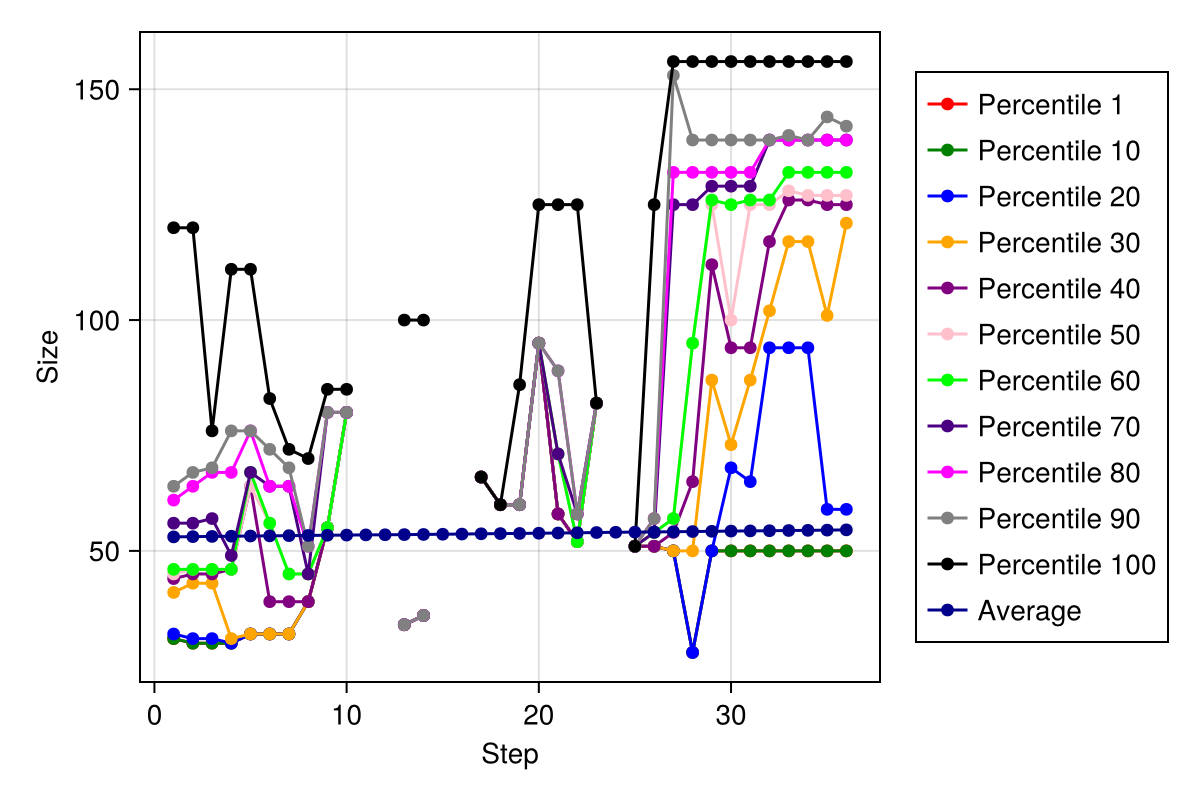 150
100
50
Size
0
10
20
30
Step
Percentile 1
Percentile 10
Percentile 20
Percentile 30
Percentile 40
Percentile 50
Percentile 60
Percentile 70
Percentile 80
Percentile 90
Percentile 100
Average